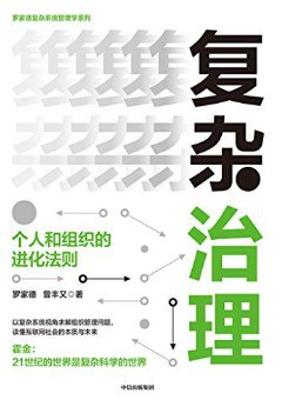 罗家德复杂系统管理学系列
复杂治理
个人和组织的
进化法则
罗家德 曾丰又◎著
以复杂系统视角求解组织管理问题，
读懂互联网社会的本质与未来
霍金：
21世纪的世界是复杂科学的世界
中信出版集团